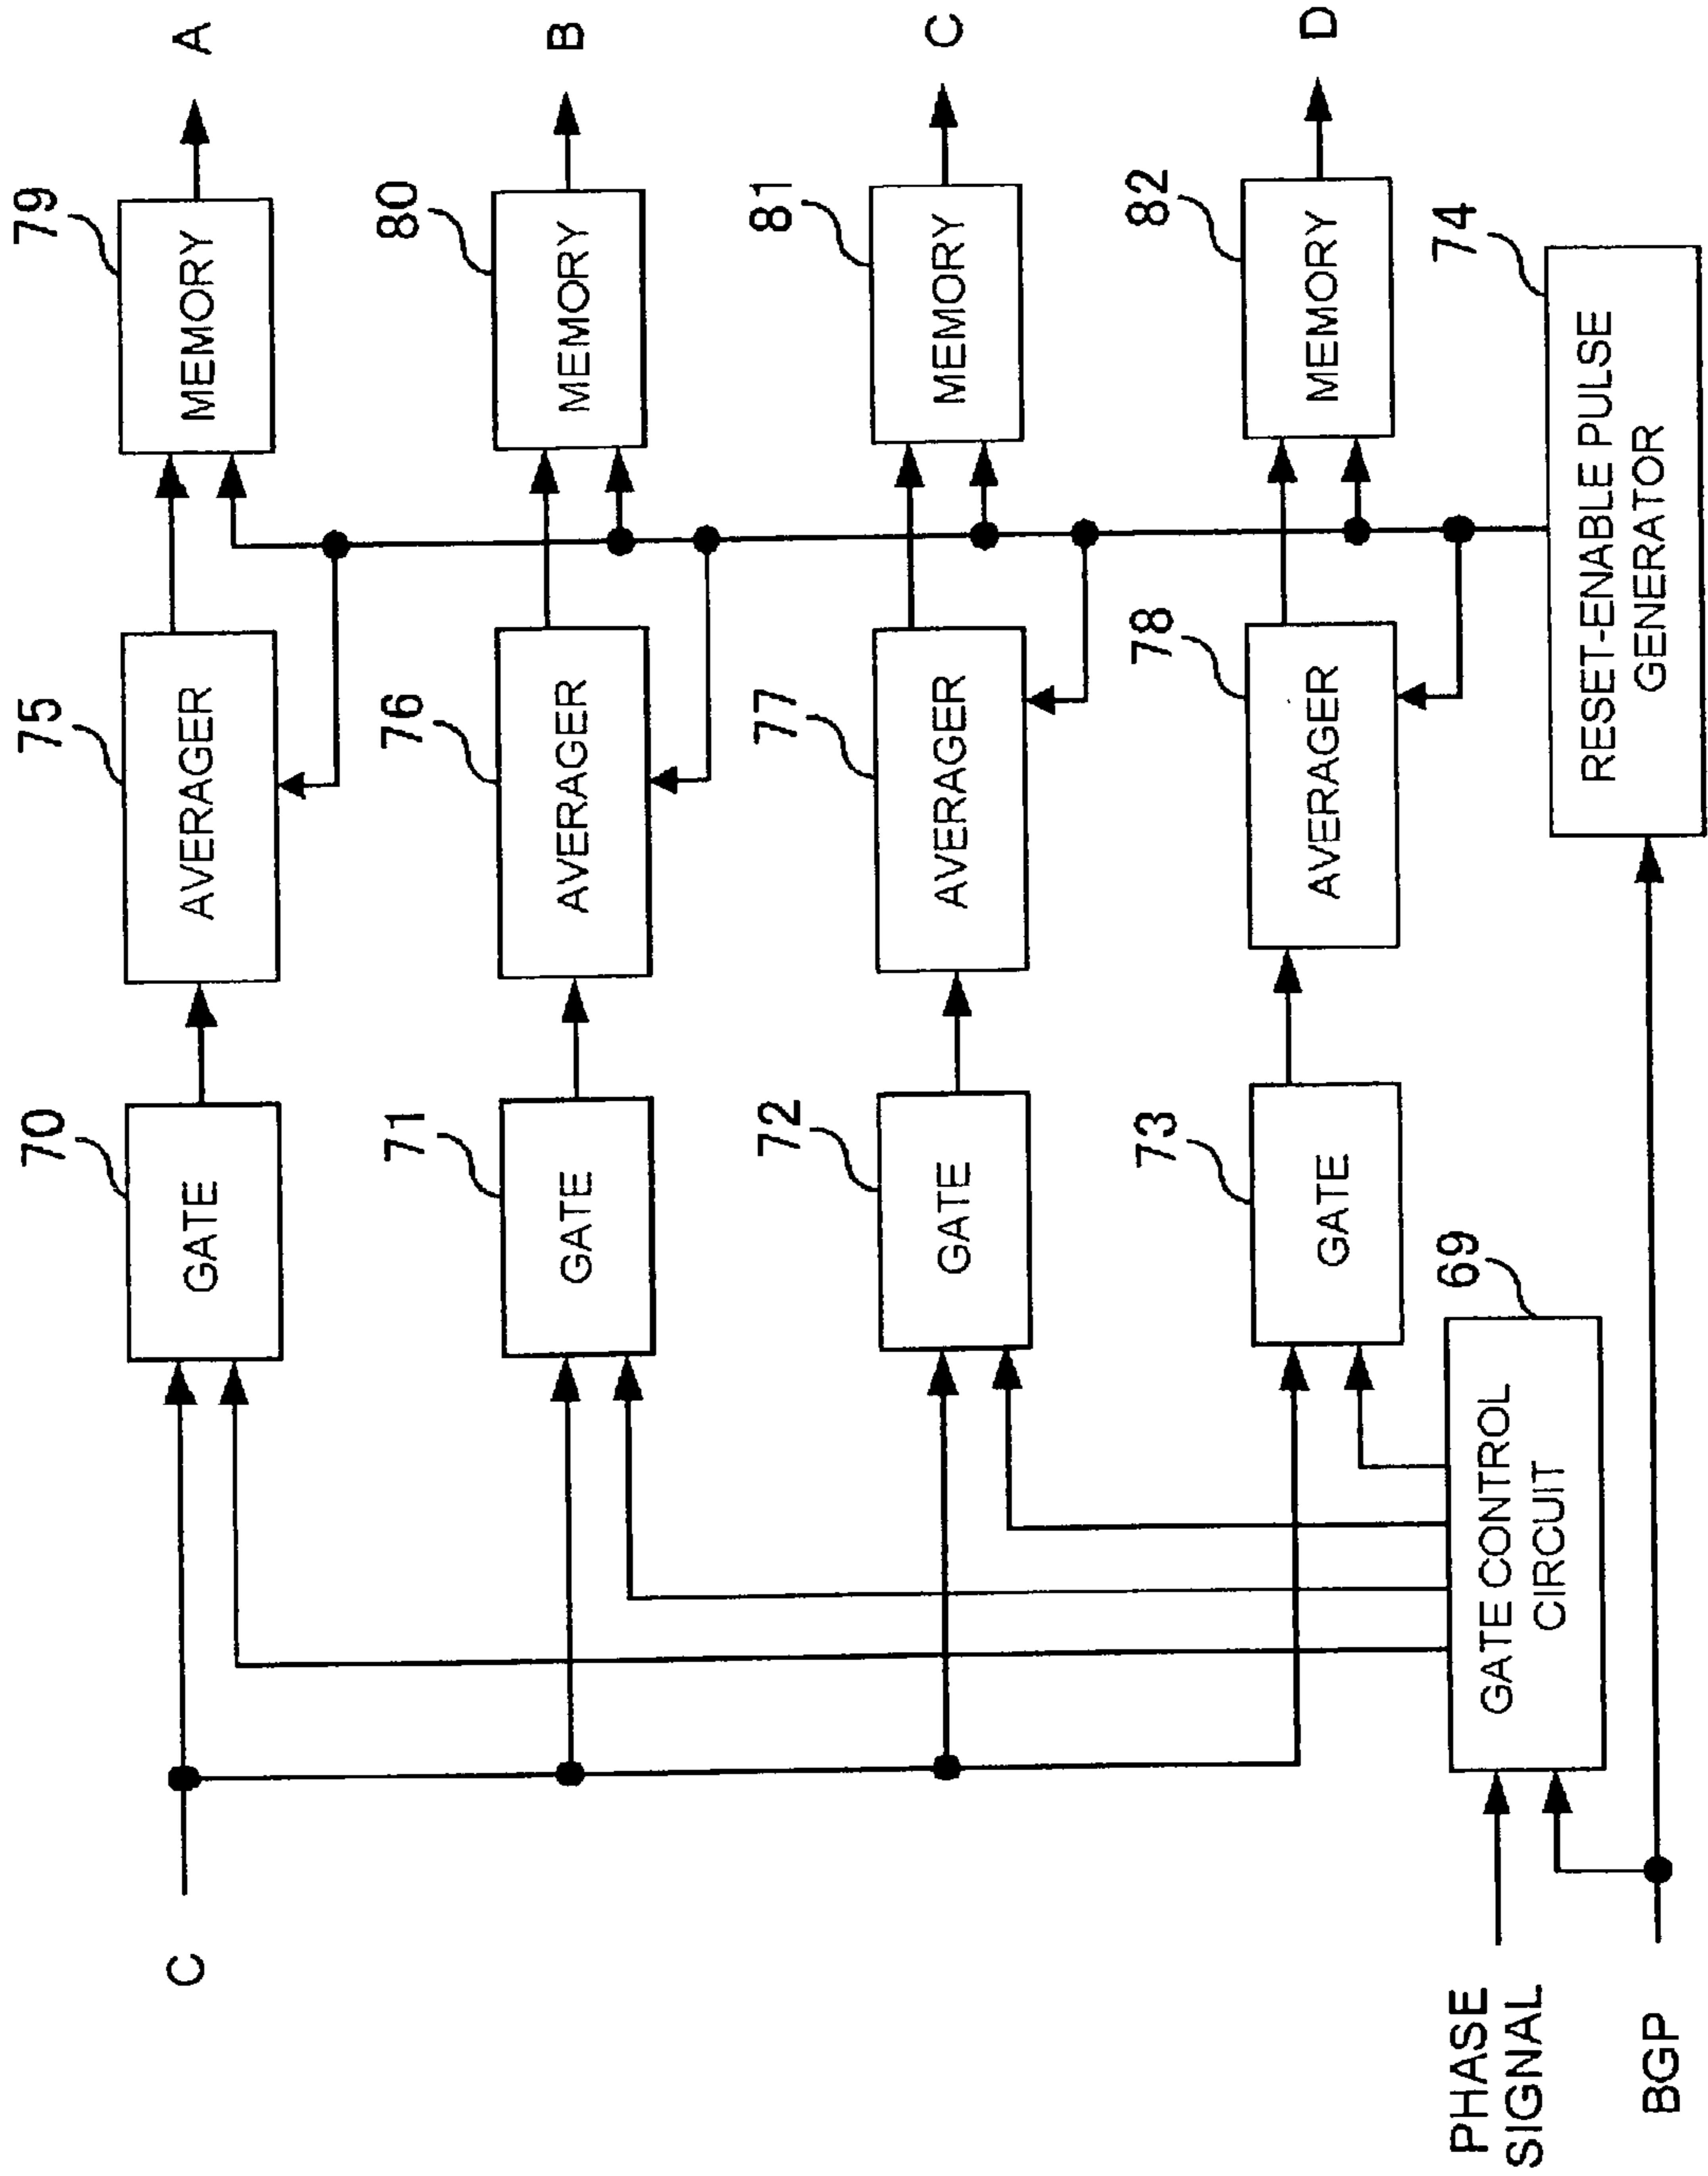 C
70
GATE
75
AVERAGER
79
MEMORY
A
71
GATE
76
AVERAGER
80
MEMORY
B
72
GATE
77
AVERAGER
81
MEMORY
C
73
GATE
78
AVERAGER
82
MEMORY
D
PHASE
SIGNAL
69
GATE CONTROL
CIRCUIT
BGP
74
RESET-ENABLE PULSE
GENERATOR